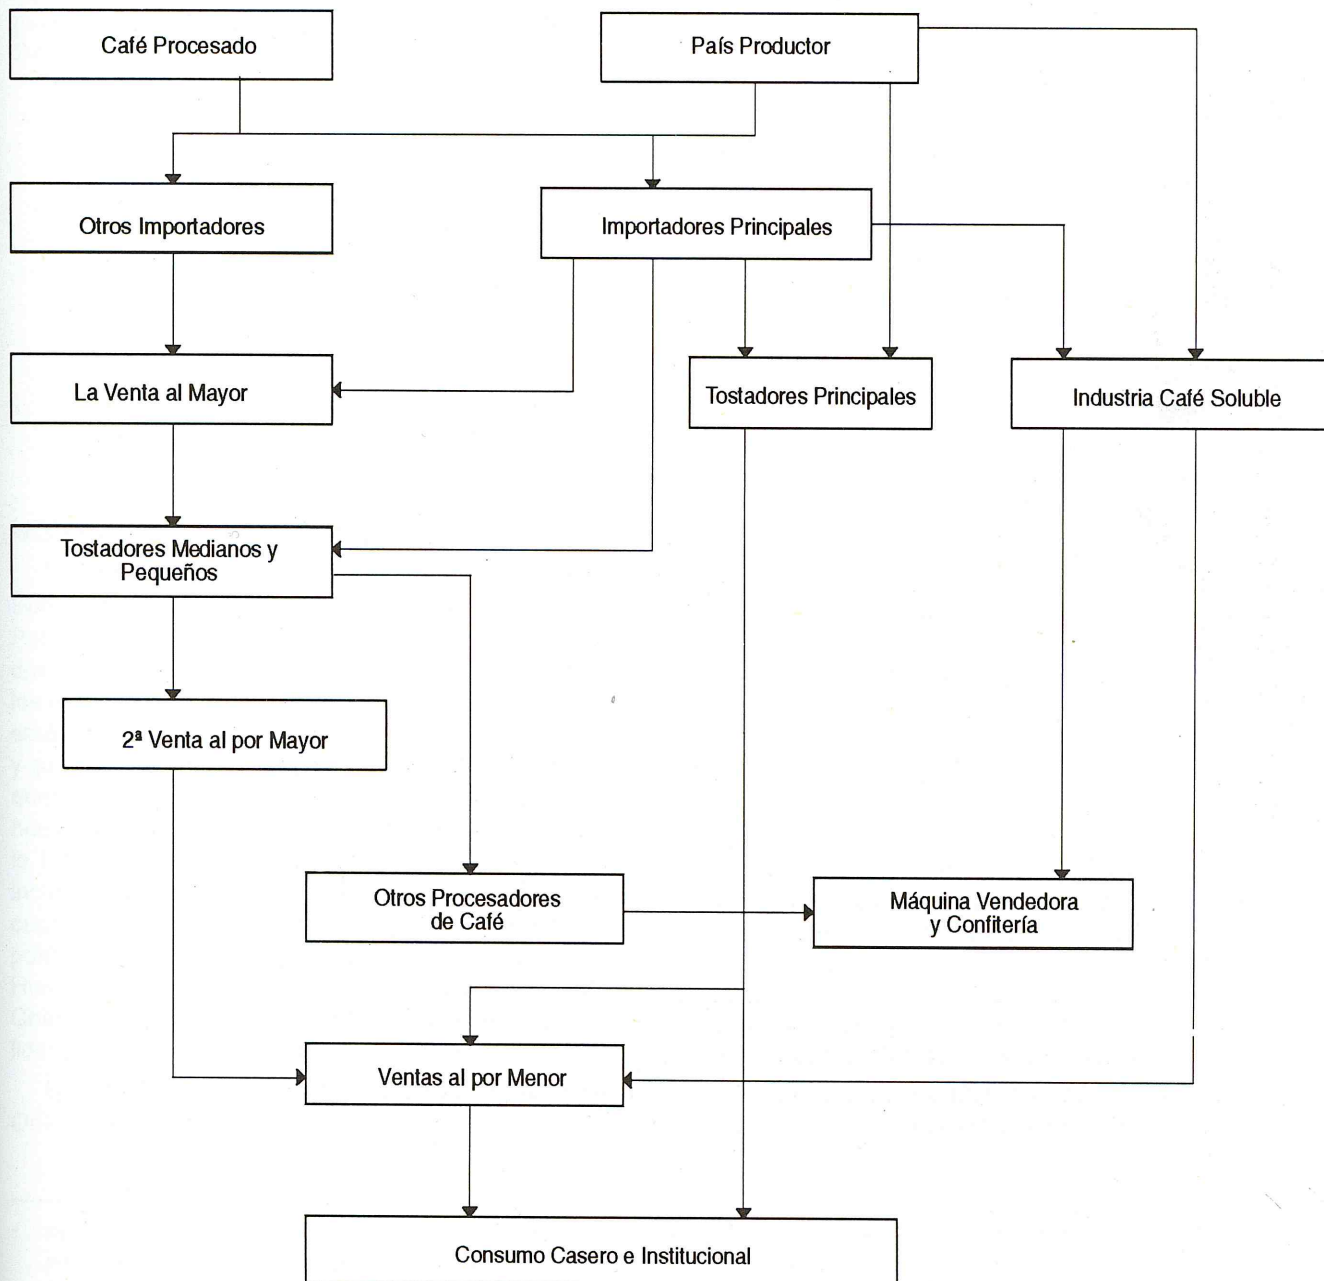 Café Procesado
País Productor
Otros Importadores
Importadores Principales
La Venta al Mayor
Tostadores Principales
Industria Café Soluble
Tostadores Medianos y
Pequeños
2ª Venta al por Mayor
Otros Procesadores
de Café
Máquina Vendedora
y Confitería
Ventas al por Menor
Consumo Casero e Institucional